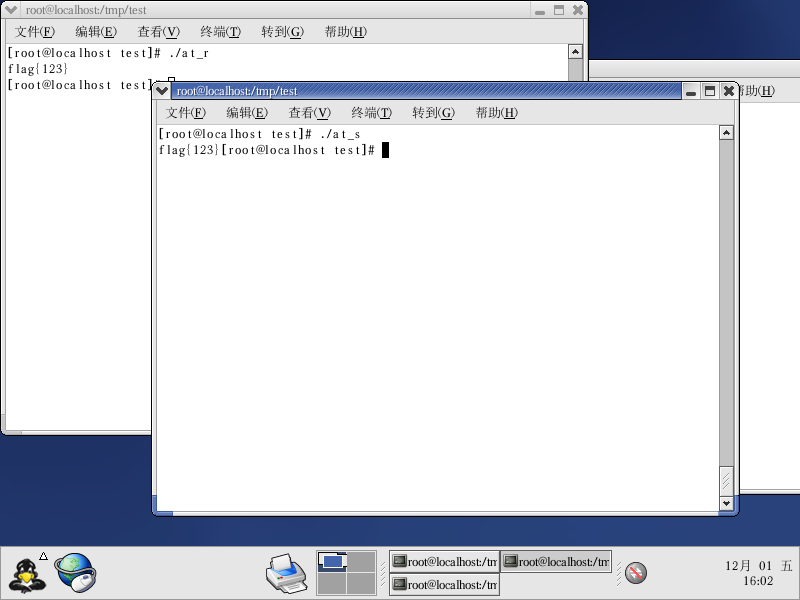 root@localhost:/tmp/test
文件(F) 编辑(E) 查看(V) 终端(T) 转到(G) 帮助(H)
[root@localhost test]# ./at_r
flag{123}
[root@localhost test]#
帮助(H)
root@localhost:/tmp/test
文件(F) 编辑(E) 查看(V) 终端(T) 转到(G) 帮助(H)
[root@localhost test]# ./at_s
flag{123}[root@localhost test]#
root@localhost:/tm
root@localhost:/tm
root@localhost:/tm
12月 01 五
16:02